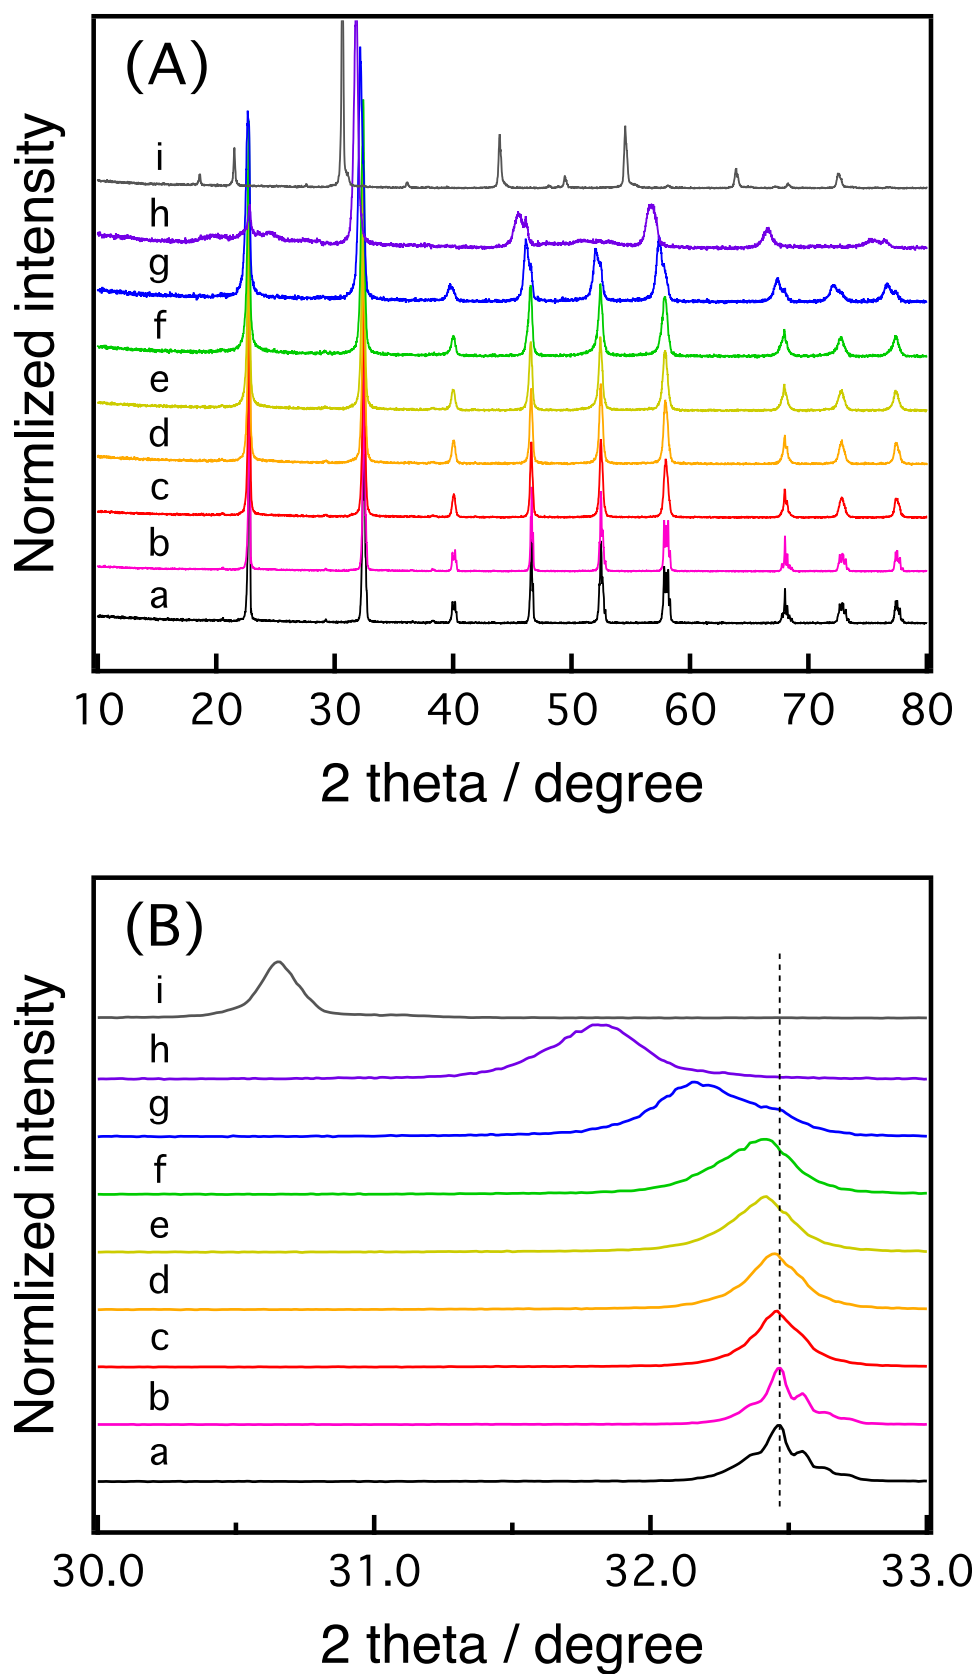 (A)
i
h
g
f
e
d
c
b
a
Normlized intensity
10 20 30 40 50 60 70 80
2 theta / degree
(B)
i
h
g
f
e
d
c
b
a
Normlized intensity
30.0 31.0 32.0 33.0
2 theta / degree